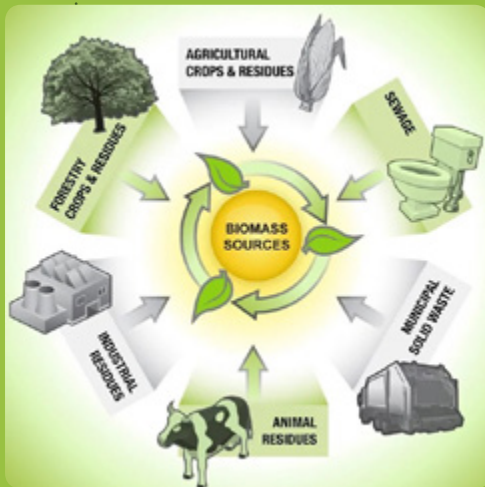 AGRICULTURAL
CROPS & RESIDUES
SEWAGE
MUNICIPAL
SOLID WASTE
ANIMAL
RESIDUES
INDUSTRIAL
RESIDUES
FORESTRY
CROPS & RESIDUES
BIOMASS
SOURCES